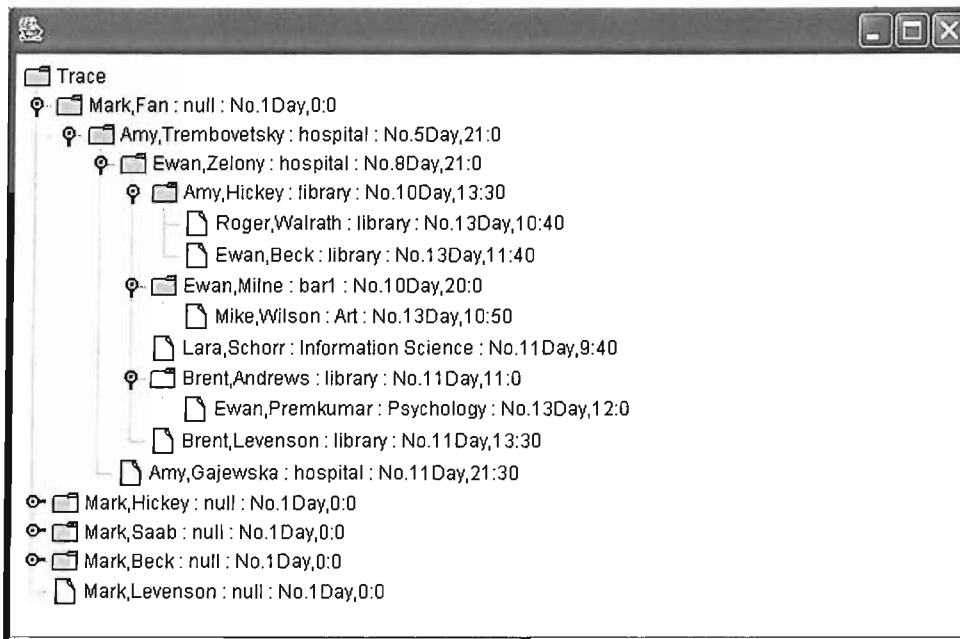 Trace
Mark,Fan : null : No.1Day,0:0
Amy,Trembovetsky : hospital : No.5Day,21:0
Ewan,Zelony : hospital : No.8Day,21:0
Amy,Hickey : library : No.10Day,13:30
Roger,Walrath : library : No.13Day,10:40
Ewan,Beck : library : No.13Day,11:40
Ewan,Milne : bar1 : No.10Day,20:0
Mike,Wilson : Art : No.13Day,10:50
Lara,Schorr : Information Science : No.11Day,9:40
Brent,Andrews : library : No.11Day,11:0
Ewan,Premkumar : Psychology : No.13Day,12:0
Brent,Levenson : library : No.11Day,13:30
Amy,Gajewska : hospital : No.11Day,21:30
Mark,Hickey : null : No.1Day,0:0
Mark,Saab : null : No.1Day,0:0
Mark,Beck : null : No.1Day,0:0
Mark,Levenson : null : No.1Day,0:0